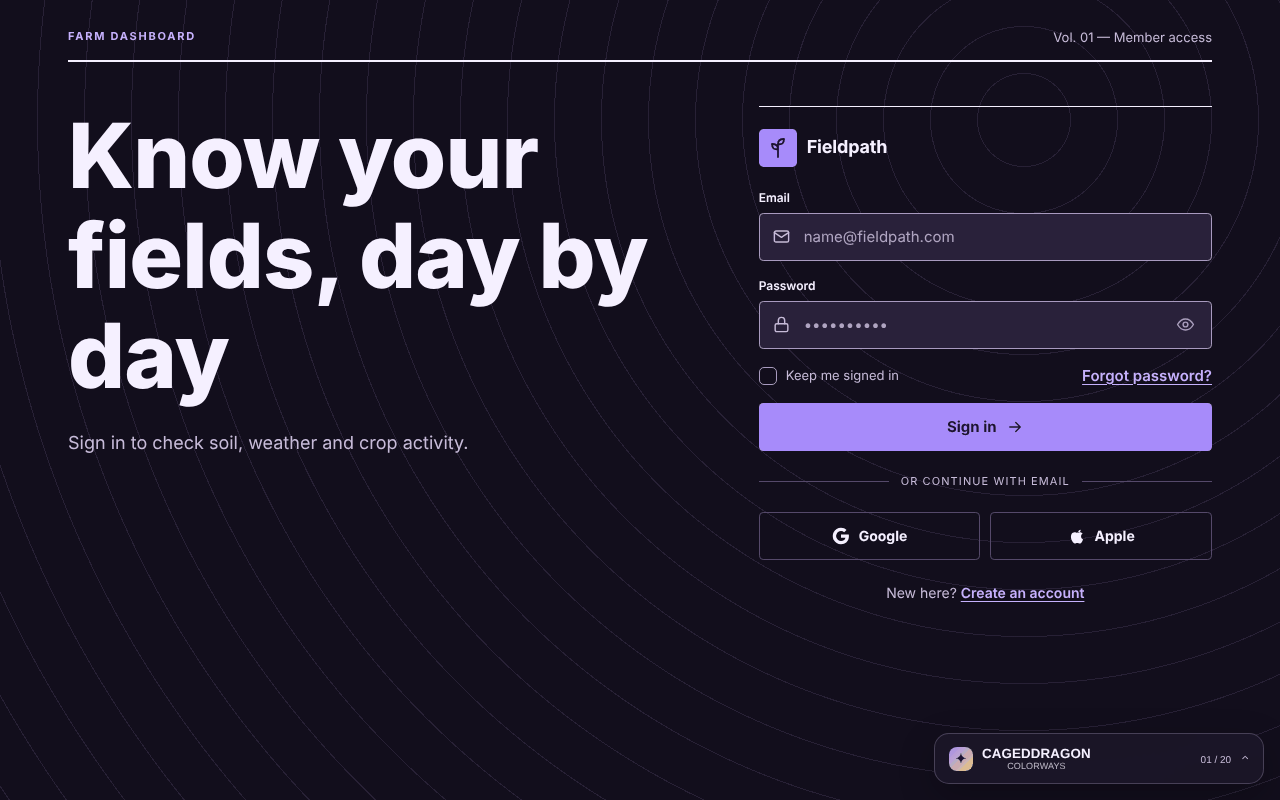 FARM DASHBOARD
Vol. 01 — Member access
Know your
fields, day by
day
Sign in to check soil, weather and crop activity.
Fieldpath
Email
name@fieldpath.com
Password
••••••••••
Keep me signed in
Forgot password?
Sign in →
OR CONTINUE WITH EMAIL
Google
Apple
New here? Create an account
CAGEDDRAGON
COLORWAYS
01 / 20